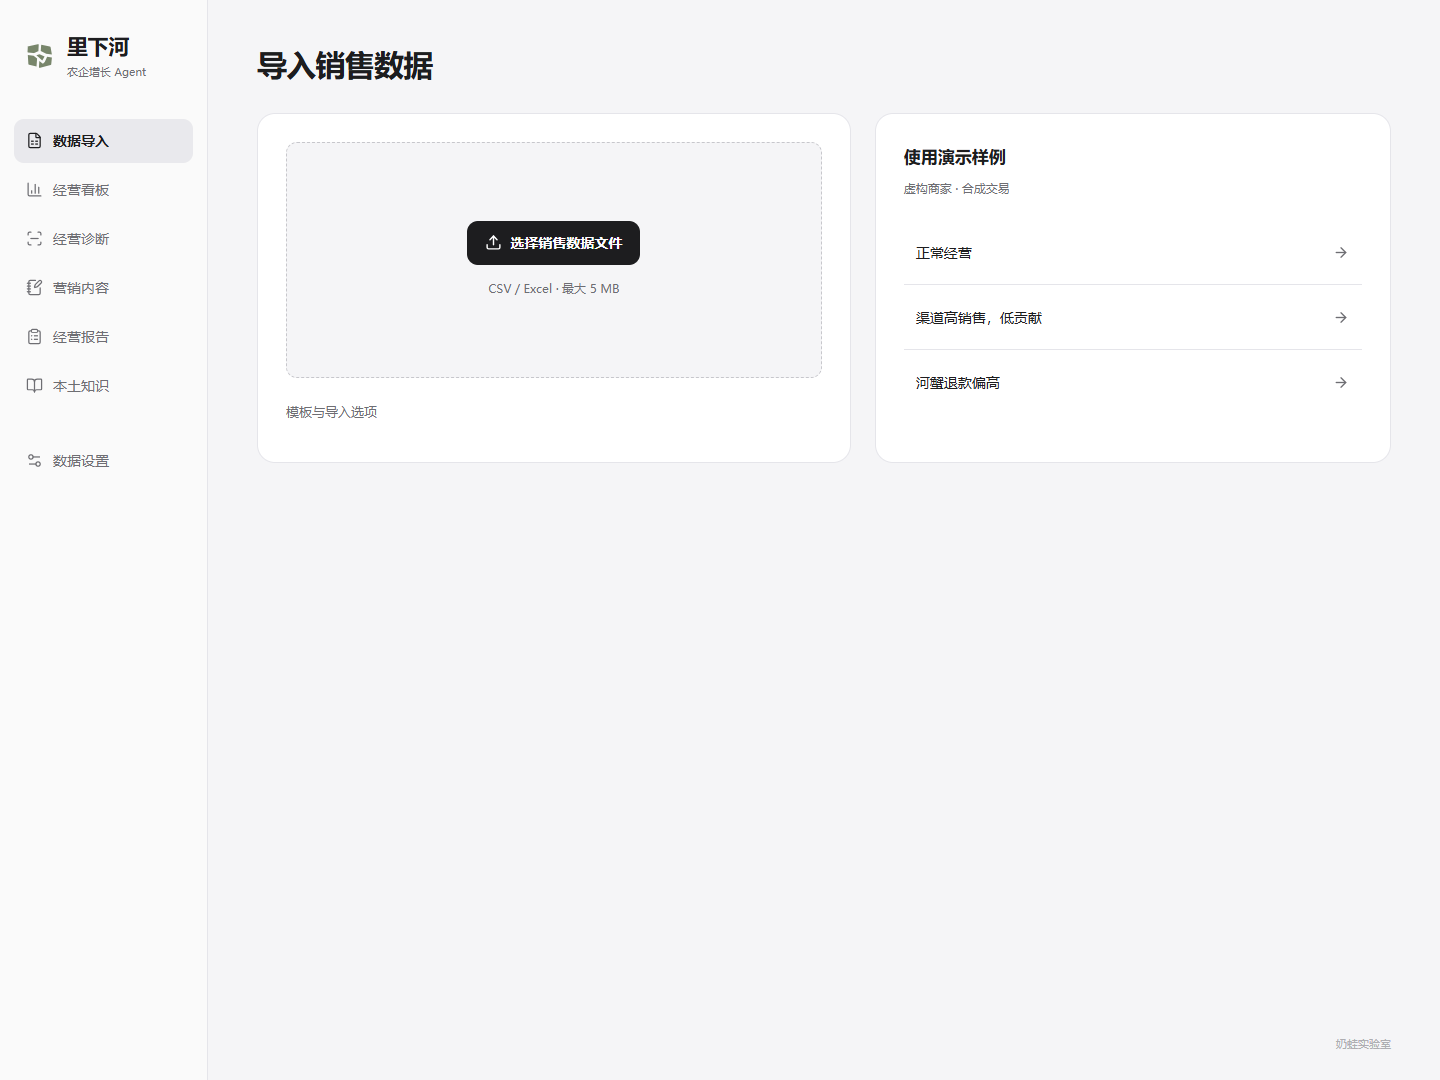 里下河
农企增长 Agent
数据导入
经营看板
经营诊断
营销内容
经营报告
本土知识
数据设置
导入销售数据
选择销售数据文件
CSV / Excel · 最大 5 MB
模板与导入选项
使用演示样例
虚构商家 · 合成交易
正常经营
渠道高销售，低贡献
河蟹退款偏高
奶蛙实验室